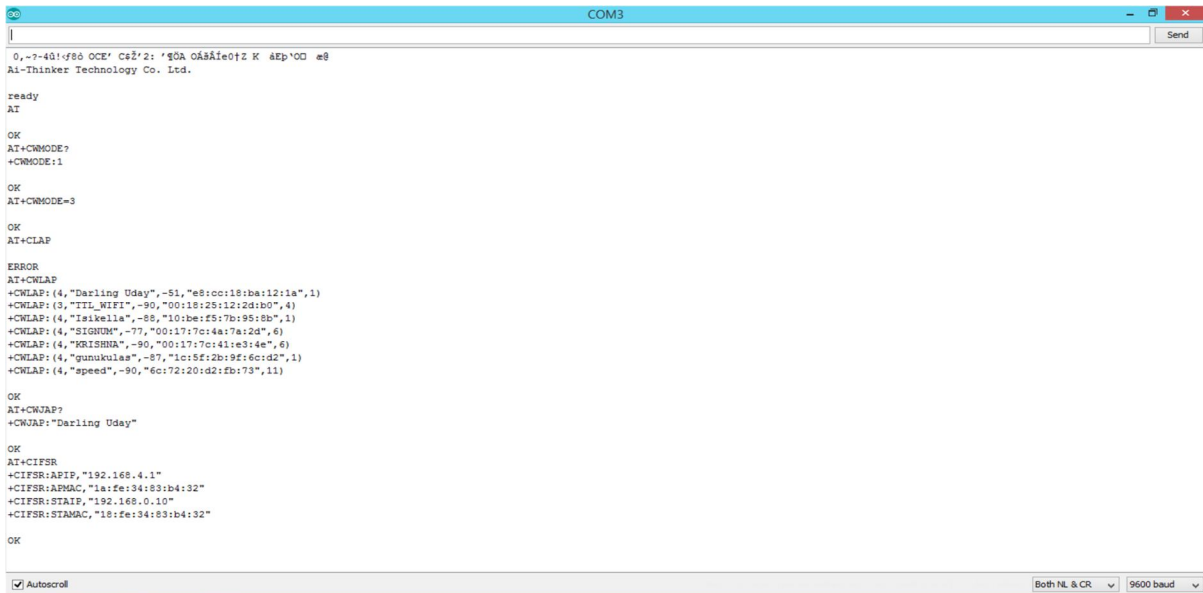 COM3
Send
Ai-Thinker Technology Co. Ltd.
ready
AT
OK
AT+CWMODE?
+CWMODE:1
OK
AT+CWMODE=3
OK
AT+CLAP
ERROR
AT+CWLAP
+CWLAP:(4,"Darling Uday",-51,"e8:cc:18:ba:12:1a",1)
+CWLAP:(3,"TTL_WIFI",-90,"00:18:25:12:2d:b0",4)
+CWLAP:(4,"Isikella",-88,"10:be:f5:7b:95:8b",1)
+CWLAP:(4,"SIGNUM",-77,"00:17:7c:4a:7a:2d",6)
+CWLAP:(4,"KRISHNA",-90,"00:17:7c:41:e3:4e",6)
+CWLAP:(4,"gunukulas",-87,"1c:5f:2b:9f:6c:d2",1)
+CWLAP:(4,"speed",-90,"6c:72:20:d2:fb:73",11)
OK
AT+CWJAP?
+CWJAP:"Darling Uday"
OK
AT+CIFSR
+CIFSR:APIP,"192.168.4.1"
+CIFSR:APMAC,"1a:fe:34:83:b4:32"
+CIFSR:STAIP,"192.168.0.10"
+CIFSR:STAMAC,"18:fe:34:83:b4:32"
OK
Autoscroll
Both NL & CR
9600 baud